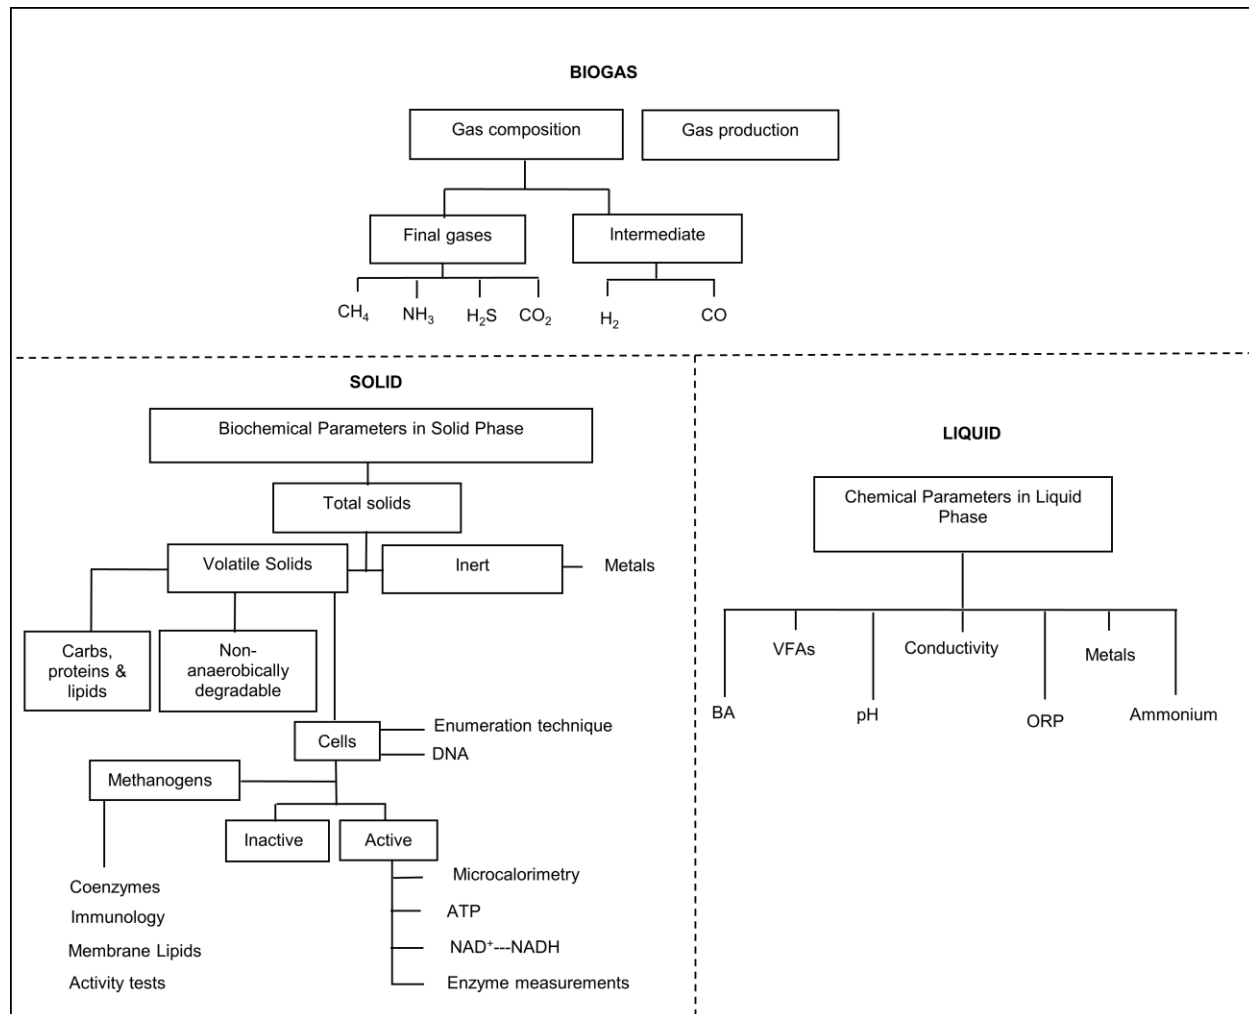 BIOGAS
Gas composition
Gas production
Final gases
Intermediate
CH₄
NH₃
H₂S
CO₂
H₂
CO
SOLID
Biochemical Parameters in Solid Phase
Total solids
Volatile Solids
Inert
Metals
Carbs,
proteins &
lipids
Non-
anaerobically
degradable
Cells
Enumeration technique
DNA
Methanogens
Inactive
Active
Coenzymes
Immunology
Membrane Lipids
Activity tests
Microcalorimetry
ATP
NAD⁺---NADH
Enzyme measurements
LIQUID
Chemical Parameters in Liquid
Phase
BA
VFAs
pH
Conductivity
ORP
Metals
Ammonium